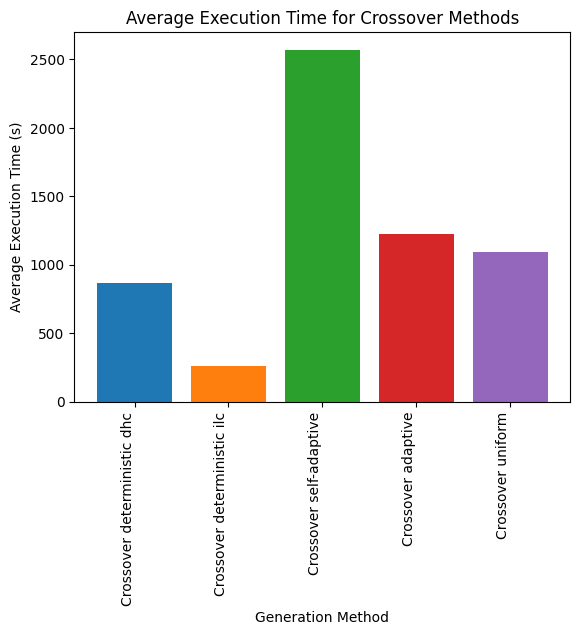 Average Execution Time for Crossover Methods
Average Execution Time (s)
2500
2000
1500
1000
500
0
Crossover deterministic dhc
Crossover deterministic ilc
Crossover self-adaptive
Crossover adaptive
Crossover uniform
Generation Method